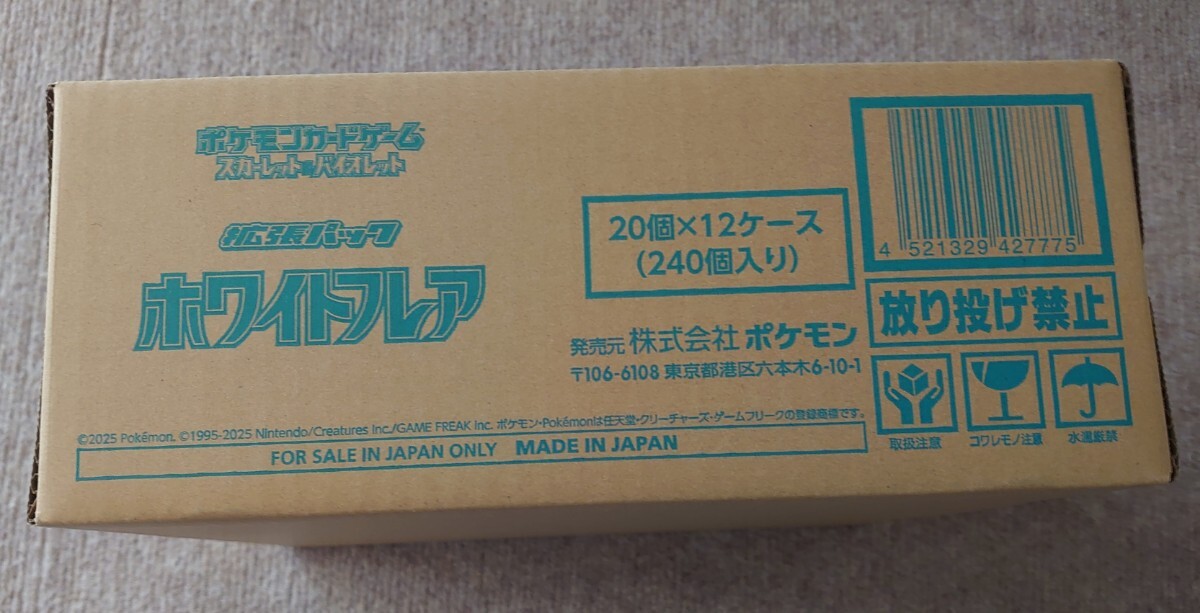 ポケモンカードゲーム
スカーレット&バイオレット
拡張パック
ホワイトフレア
20個×12ケース
(240個入り)
4 521329 427775
発売元 株式会社 ポケモン
〒106-6108 東京都港区六本木6-10-1
放り投げ禁止
取扱注意
コワレモノ注意
水濡厳禁
©2025 Pokémon. ©1995-2025 Nintendo/Creatures Inc./GAME FREAK inc. ポケモン・Pokémonは任天堂・クリーチャーズ・ゲームフリークの登録商標です。
FOR SALE IN JAPAN ONLY MADE IN JAPAN